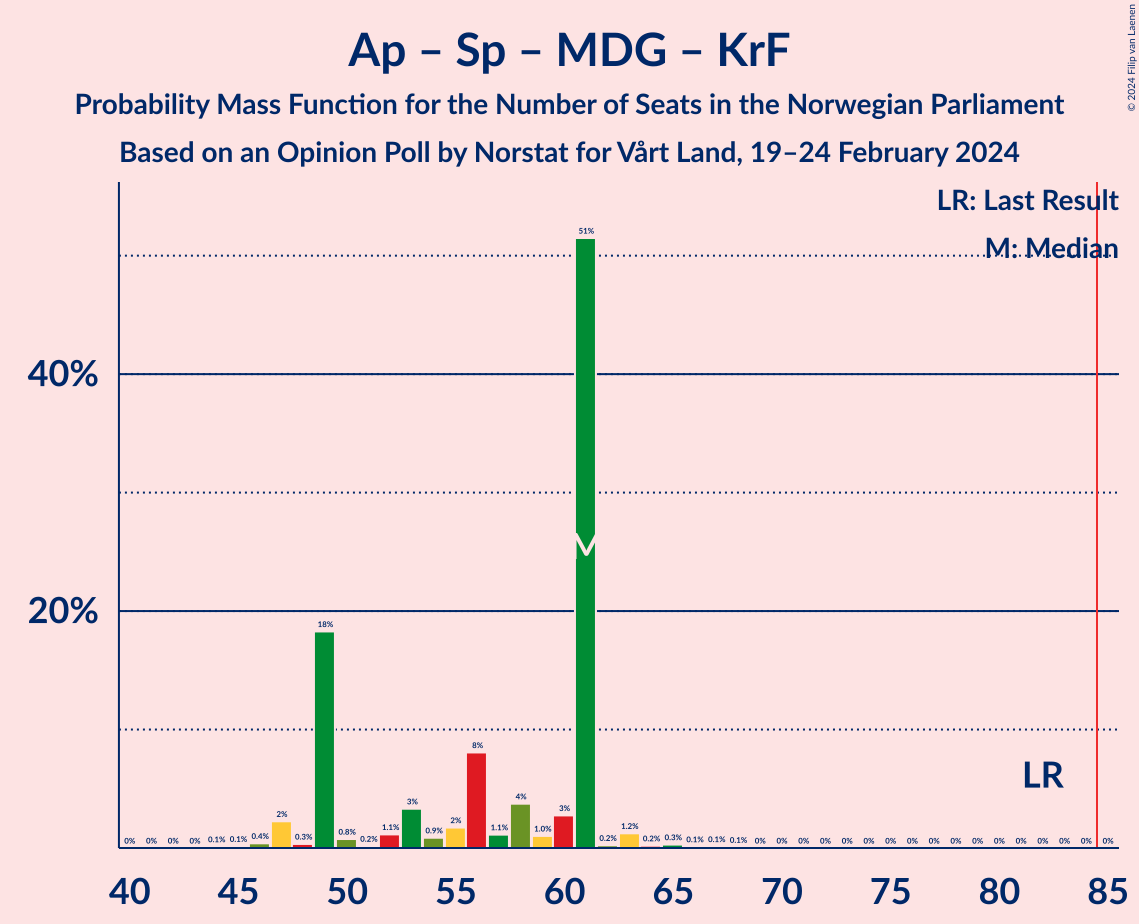 Ap – Sp – MDG – KrF
Probability Mass Function for the Number of Seats in the Norwegian Parliament
Based on an Opinion Poll by Norstat for Vårt Land, 19–24 February 2024
© 2024 Filip van Laenen
LR: Last Result
M: Median
40%
20%
0% 0% 0% 0% 0.1% 0.1% 0.4% 2% 0.3% 18% 0.8% 0.2% 1.1% 3% 0.9% 2% 8% 1.1% 4% 1.0% 3% 51% 0.2% 1.2% 0.2% 0.3% 0.1% 0.1% 0.1% 0% 0% 0% 0% 0% 0% 0% 0% 0% 0% 0% 0% 0% 0% 0% 0% 0%
M
LR
40 45 50 55 60 65 70 75 80 85